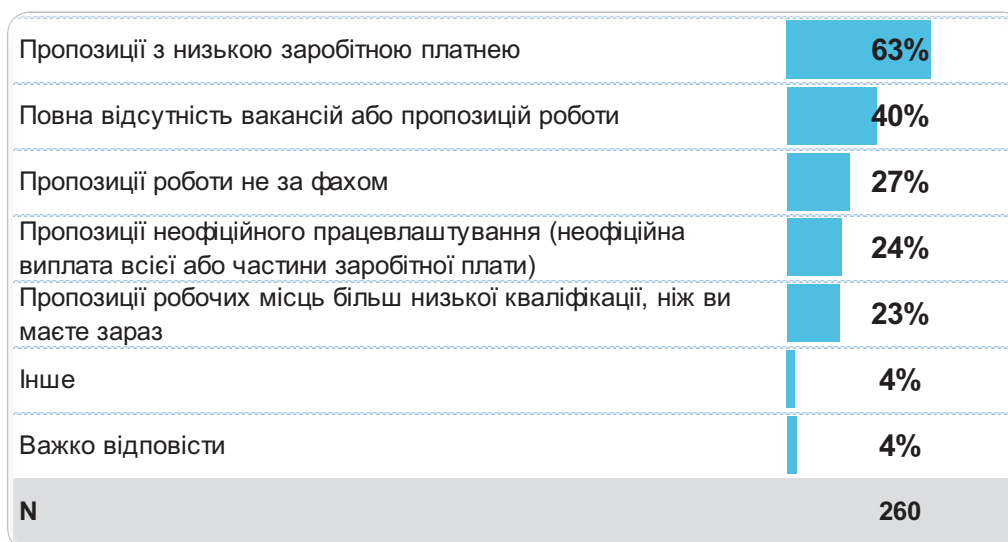 Пропозиції з низькою заробітною платнею 63%
Повна відсутність вакансій або пропозицій роботи 40%
Пропозиції роботи не за фахом 27%
Пропозиції неофіційного працевлаштування (неофіційна
виплата всієї або частини заробітної плати) 24%
Пропозиції робочих місць більш низької кваліфікації, ніж ви
маєте зараз 23%
Інше 4%
Важко відповісти 4%
N 260